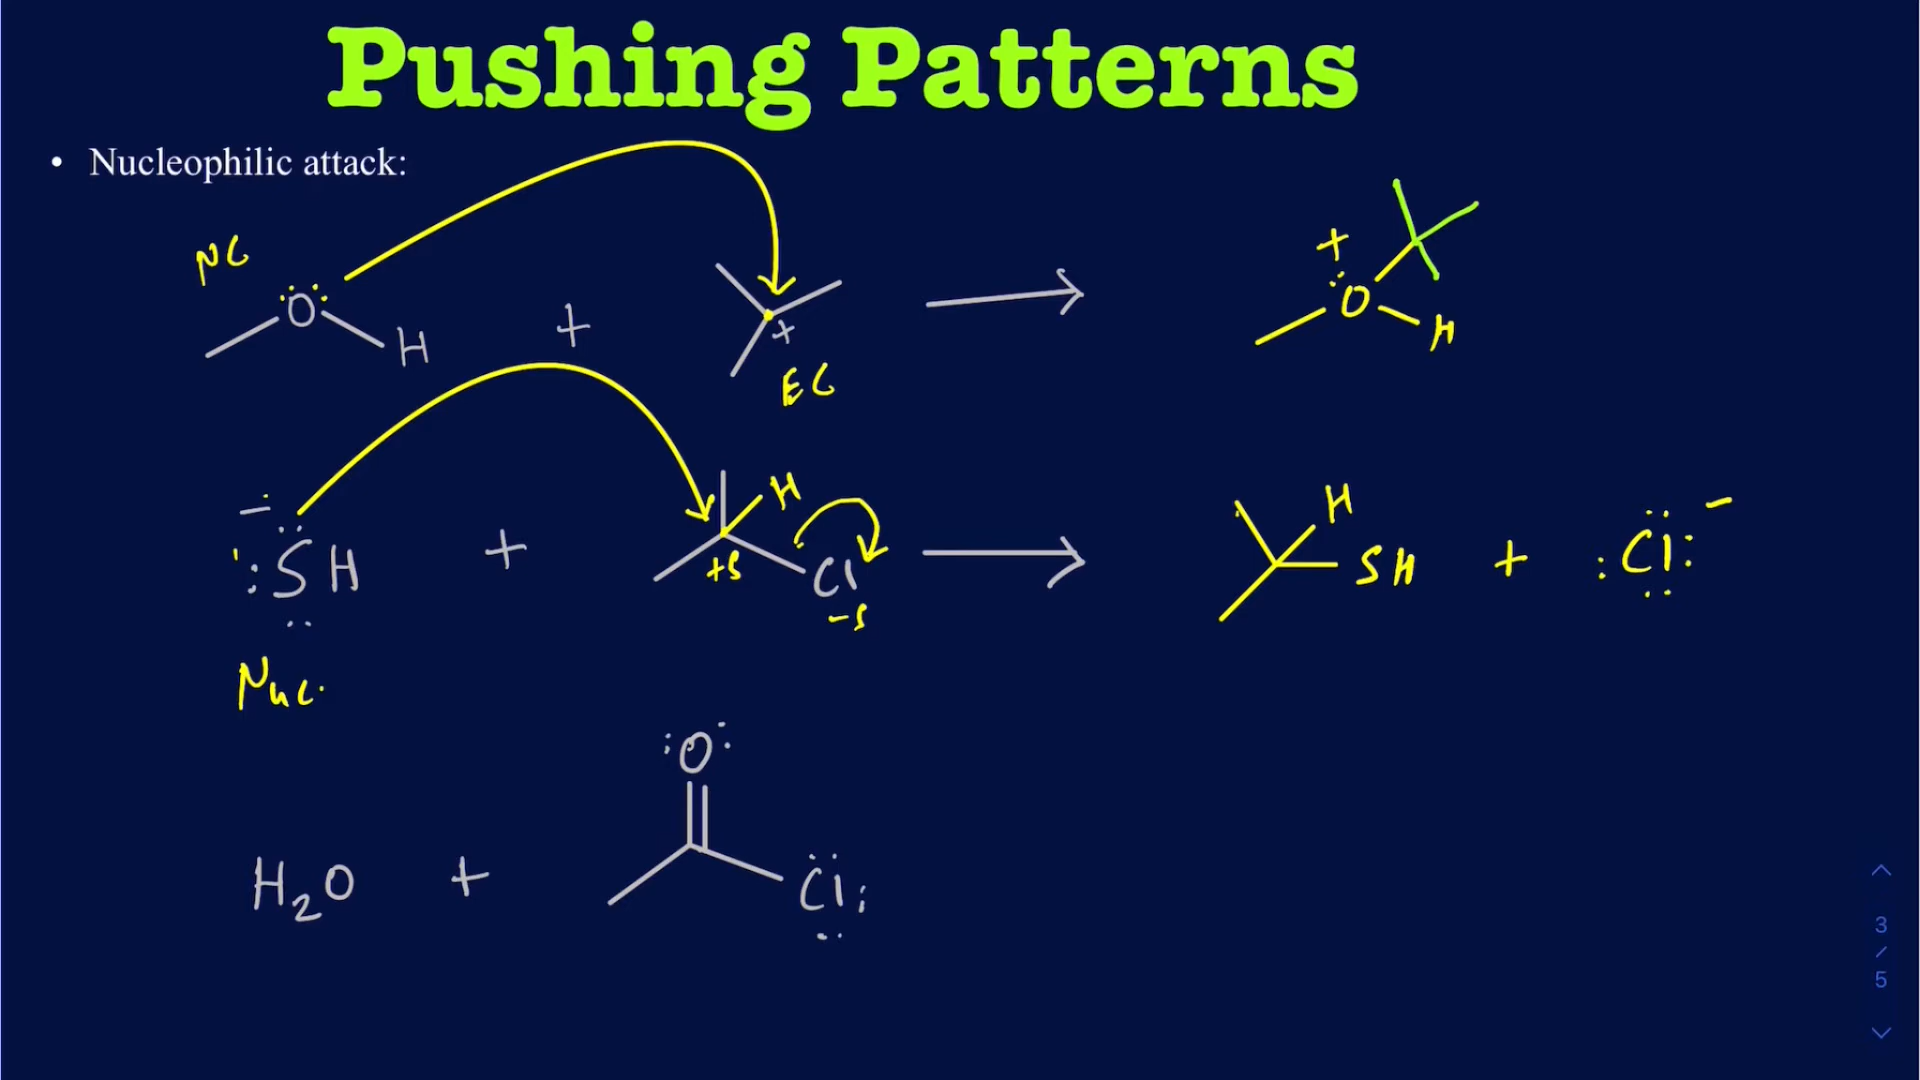 Pushing Patterns
• Nucleophilic attack:
NC
:O: H + + EC
+ :O H
− :SH + H +δ Cl −δ
H SH + :Cl: −
Nuc.
:O:
H2O + Cl:
3
/
5